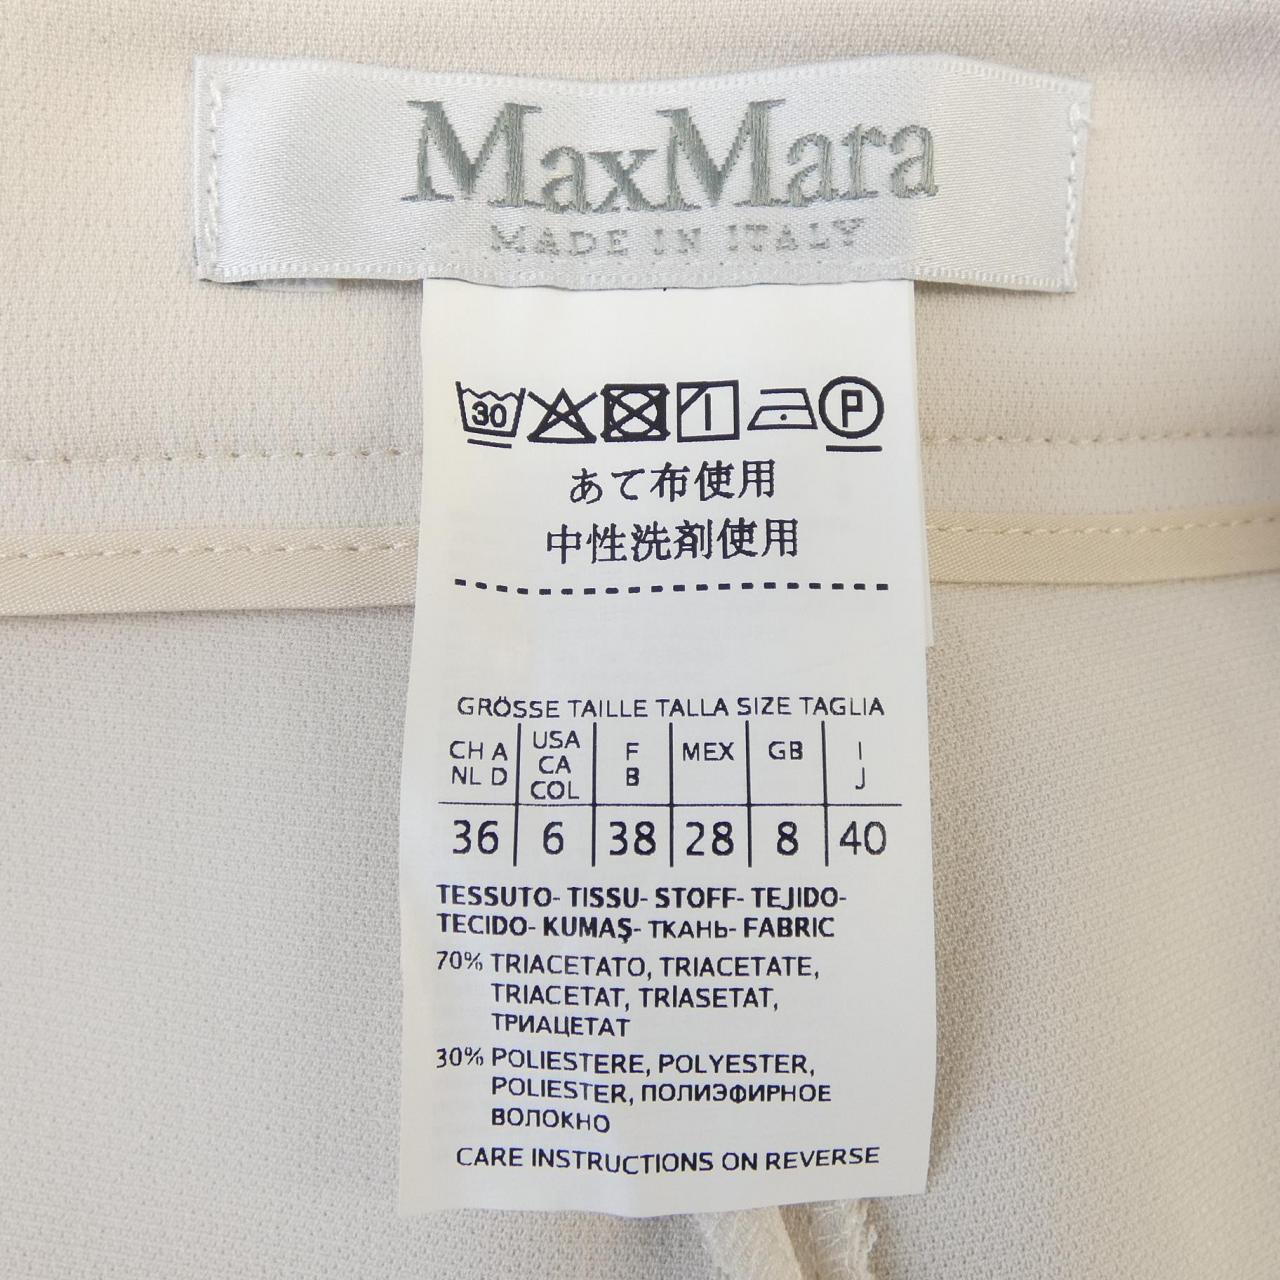 MaxMara
MADE IN ITALY
30 P
あて布使用
中性洗剤使用
GRÖSSE TAILLE TALLA SIZE TAGLIA
CH A NL D USA CA COL F B MEX GB I J
36 6 38 28 8 40
TESSUTO- TISSU- STOFF- TEJIDO-
TECIDO- KUMAŞ- ТКАНЬ- FABRIC
70% TRIACETATO, TRIACETATE,
TRIACETAT, TRİASETAT,
ТРИАЦЕТАТ
30% POLIESTERE, POLYESTER,
POLIESTER, ПОЛИЭФИРНОЕ
ВОЛОКНО
CARE INSTRUCTIONS ON REVERSE